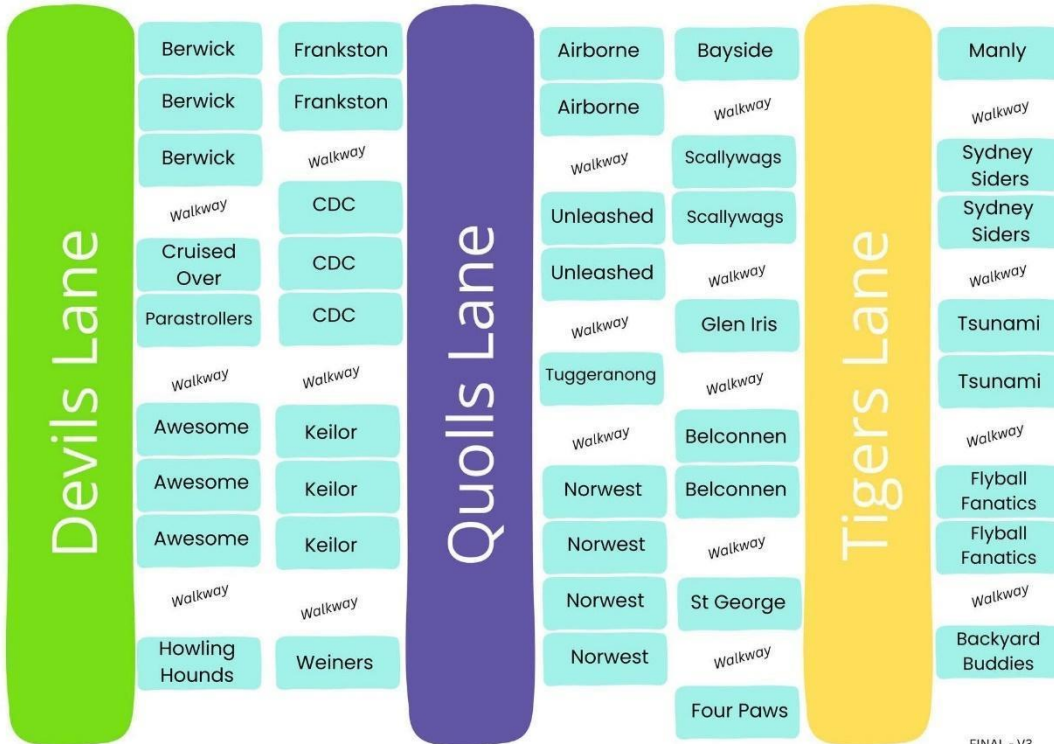 Devils Lane
Berwick
Berwick
Berwick
Walkway
Cruised
Over
Parastrollers
Walkway
Awesome
Awesome
Awesome
Walkway
Howling
Hounds
Frankston
Frankston
Walkway
CDC
CDC
CDC
Walkway
Keilor
Keilor
Keilor
Walkway
Weiners
Quolls Lane
Airborne
Airborne
Walkway
Unleashed
Unleashed
Walkway
Tuggeranong
Walkway
Norwest
Norwest
Norwest
Norwest
Bayside
Walkway
Scallywags
Scallywags
Walkway
Glen Iris
Walkway
Belconnen
Belconnen
Walkway
St George
Walkway
Four Paws
Tigers Lane
Manly
Walkway
Sydney
Siders
Sydney
Siders
Walkway
Tsunami
Tsunami
Walkway
Flyball
Fanatics
Flyball
Fanatics
Walkway
Backyard
Buddies
FINAL - V3